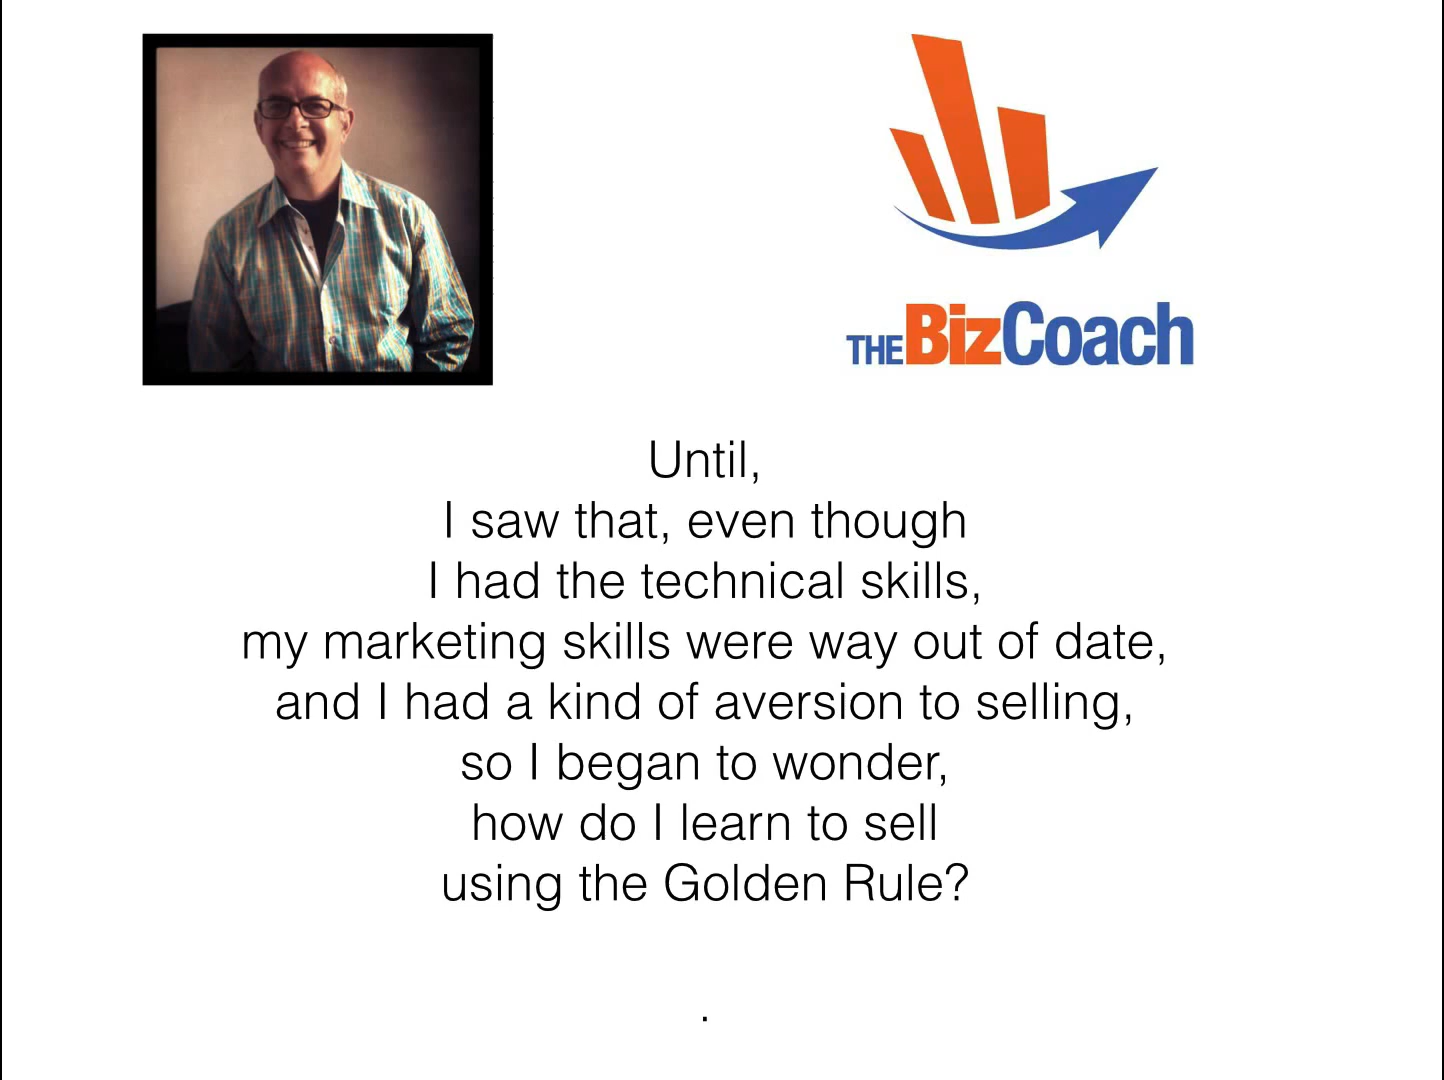 THE BizCoach
Until,
I saw that, even though
I had the technical skills,
my marketing skills were way out of date,
and I had a kind of aversion to selling,
so I began to wonder,
how do I learn to sell
using the Golden Rule?
.